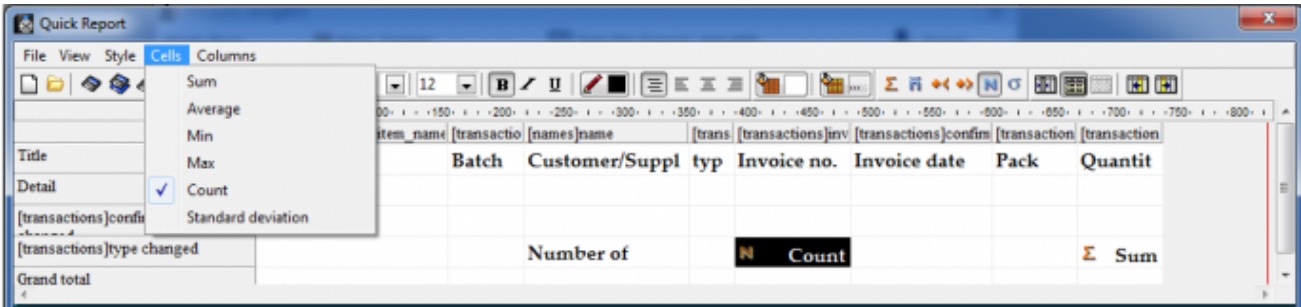 Quick Report
File View Style Cells Columns
12 B I U N σ
Sum
Average
Min
Max
Count
Standard deviation
150 200 250 300 350 400 450 500 550 600 650 700 750 800
item_name [transactio [names]name [trans [transactions]inv [transactions]confirm [transaction [transaction
Title Batch Customer/Suppl typ Invoice no. Invoice date Pack Quantit
Detail
[transactions]confi
changed
[transactions]type changed Number of N Count Σ Sum
Grand total